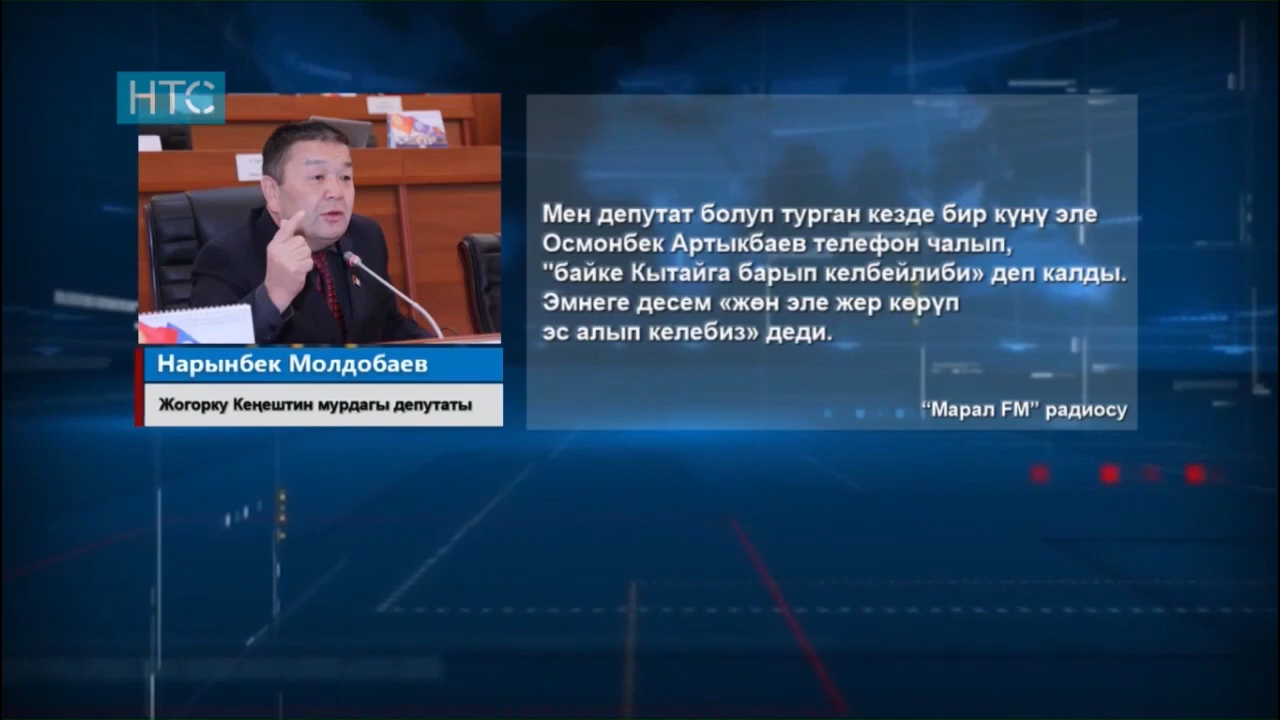 НТС
Нарынбек Молдобаев
Жогорку Кеңештин мурдагы депутаты
Мен депутат болуп турган кезде бир күнү эле
Осмонбек Артыкбаев телефон чалып,
"байке Кытайга барып келбейлиби» деп калды.
Эмнеге десем «жөн эле жер көрүп
эс алып келебиз» деди.
“Марал FM” радиосу